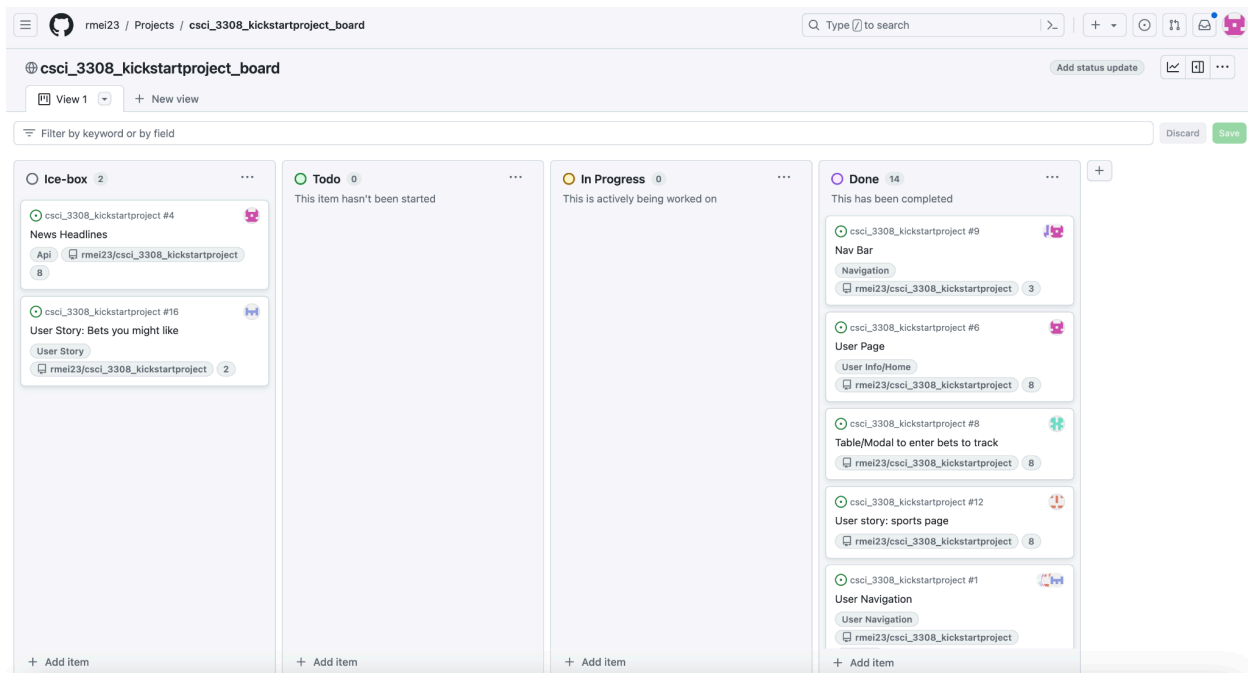 rmei23 / Projects / csci_3308_kickstartproject_board
Type / to search
csci_3308_kickstartproject_board
Add status update
View 1
+ New view
Filter by keyword or by field
Discard
Save
Ice-box 2
csci_3308_kickstartproject #4
News Headlines
Api
rmei23/csci_3308_kickstartproject
8
csci_3308_kickstartproject #16
User Story: Bets you might like
User Story
rmei23/csci_3308_kickstartproject 2
+ Add item
Todo 0
This item hasn't been started
+ Add item
In Progress 0
This is actively being worked on
+ Add item
Done 14
This has been completed
csci_3308_kickstartproject #9
Nav Bar
Navigation
rmei23/csci_3308_kickstartproject 3
csci_3308_kickstartproject #6
User Page
User Info/Home
rmei23/csci_3308_kickstartproject 8
csci_3308_kickstartproject #8
Table/Modal to enter bets to track
rmei23/csci_3308_kickstartproject 8
csci_3308_kickstartproject #12
User story: sports page
rmei23/csci_3308_kickstartproject 8
csci_3308_kickstartproject #1
User Navigation
User Navigation
rmei23/csci_3308_kickstartproject
+ Add item